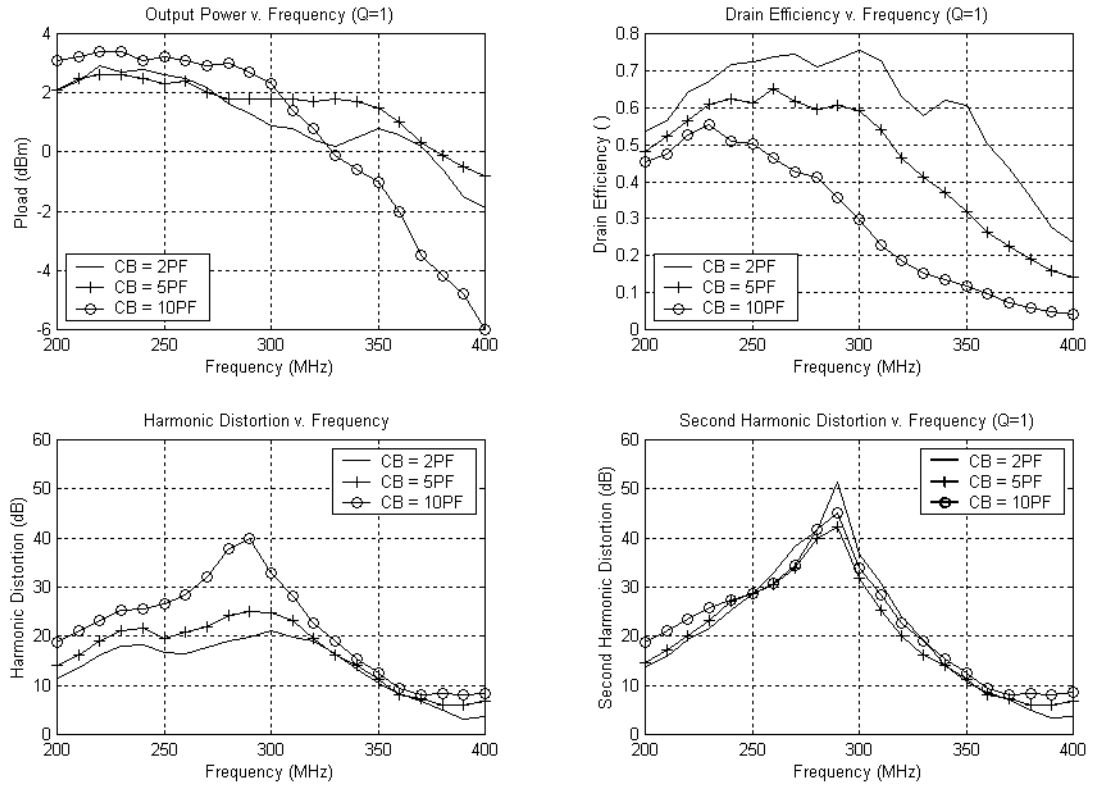 Output Power v. Frequency (Q=1)
4
2
0
-2
-4
-6
Pload (dBm)
CB = 2PF
CB = 5PF
CB = 10PF
200 250 300 350 400
Frequency (MHz)
Drain Efficiency v. Frequency (Q=1)
0.8
0.7
0.6
0.5
0.4
0.3
0.2
0.1
0
Drain Efficiency ( )
CB = 2PF
CB = 5PF
CB = 10PF
200 250 300 350 400
Frequency (MHz)
Harmonic Distortion v. Frequency
60
50
40
30
20
10
0
Harmonic Distortion (dB)
CB = 2PF
CB = 5PF
CB = 10PF
200 250 300 350 400
Frequency (MHz)
Second Harmonic Distortion v. Frequency (Q=1)
60
50
40
30
20
10
0
Second Harmonic Distortion (dB)
CB = 2PF
CB = 5PF
CB = 10PF
200 250 300 350 400
Frequency (MHz)